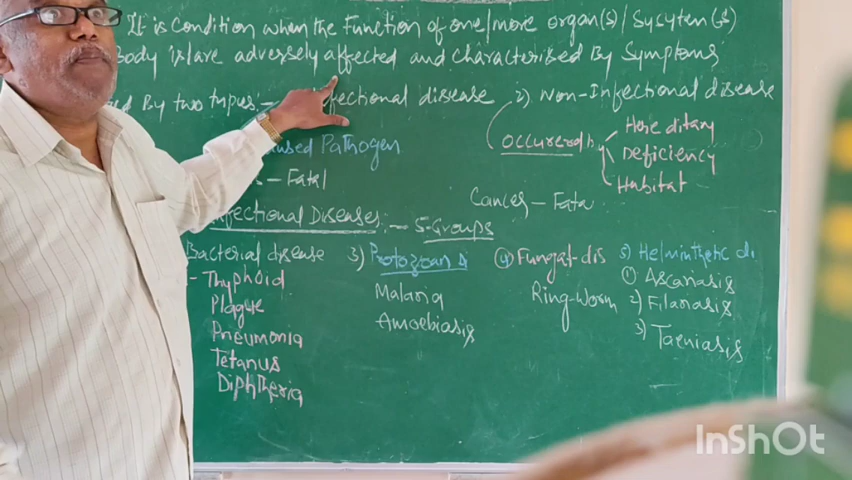 It is condition when the Function of one/more organ(s)/Sysytem(s)
Body is/are adversely affected and characterised By Symptoms
ed By two types:- fectional disease 2) Non-Infectional disease
used Pathogen
Occured by Hereditary
Deficiency
Habitat
- Fatal
Cancer - Fatal
nfectional Diseases - 5-Groups
Bacterial disease
- Thyphoid
Plague
Pneumonia
Tetanus
Diphtheria
3) Protozoan
Malaria
Amoebiasis
4) Fungal dis
Ring-Worm
5) Helminthetic di
1) Ascariasis
2) Filariasis
3) Taeniasis
InShOt